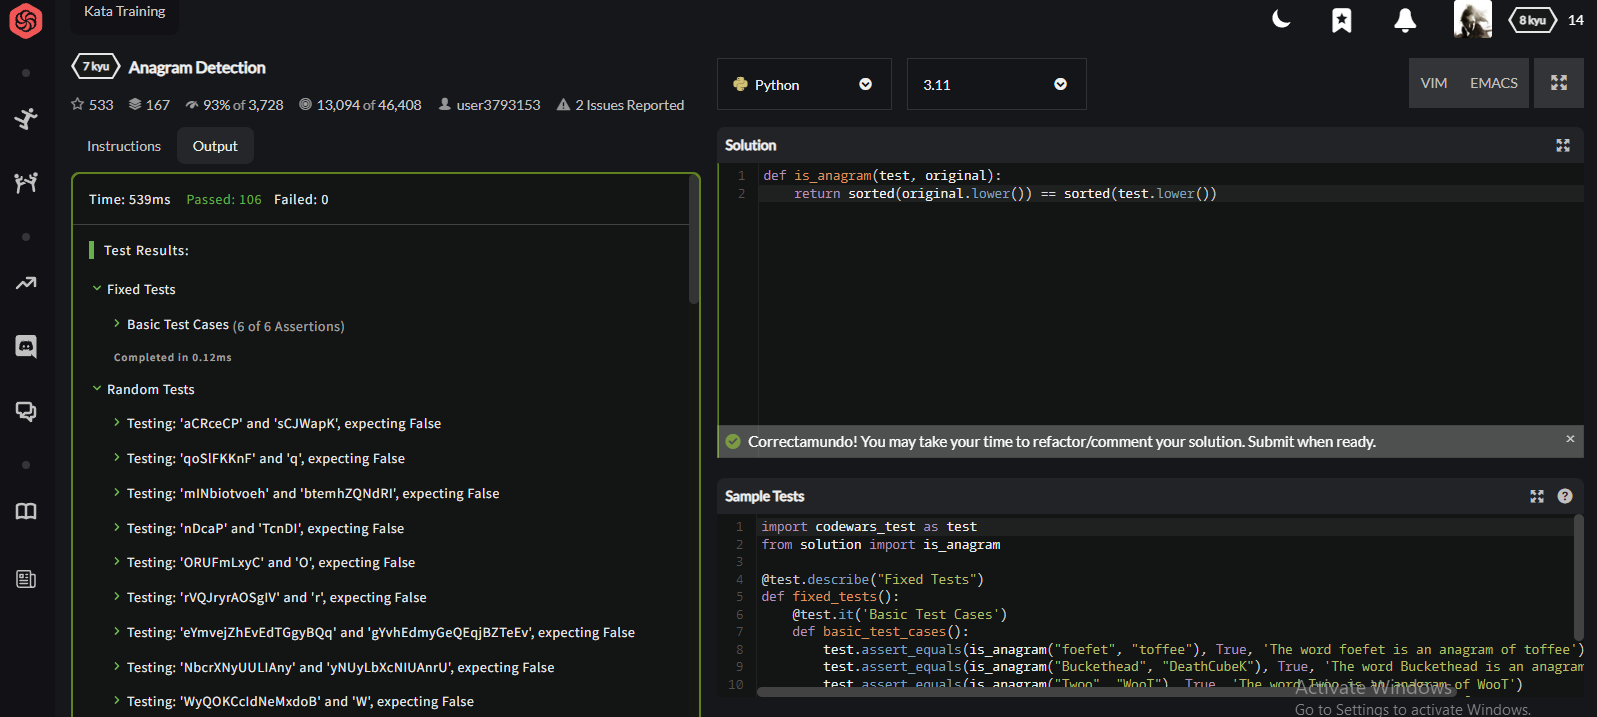 Kata Training
8 kyu
14
7 kyu
Anagram Detection
533
167
93% of 3,728
13,094 of 46,408
user3793153
2 Issues Reported
Instructions
Output
Time: 539ms Passed: 106 Failed: 0
Test Results:
Fixed Tests
Basic Test Cases (6 of 6 Assertions)
Completed in 0.12ms
Random Tests
Testing: 'aCRceCP' and 'sCJWapK', expecting False
Testing: 'qoSlFKKnF' and 'q', expecting False
Testing: 'mINbiotvoeh' and 'btemhZQNdRI', expecting False
Testing: 'nDcaP' and 'TcnDI', expecting False
Testing: 'ORUFmLxyC' and 'O', expecting False
Testing: 'rVQJryrAOSgIV' and 'r', expecting False
Testing: 'eYmvejZhEvEdTGgyBQq' and 'gYvhEdmyGeQEqjBZTeEv', expecting False
Testing: 'NbcrXNyUULIAny' and 'yNUyLbXcNIUAnrU', expecting False
Testing: 'WyQOKCcIdNeMxdoB' and 'W', expecting False
Python
3.11
VIM
EMACS
Solution
1 def is_anagram(test, original):
2 return sorted(original.lower()) == sorted(test.lower())
Correctamundo! You may take your time to refactor/comment your solution. Submit when ready.
Sample Tests
1 import codewars_test as test
2 from solution import is_anagram
3
4 @test.describe("Fixed Tests")
5 def fixed_tests():
6 @test.it('Basic Test Cases')
7 def basic_test_cases():
8 test.assert_equals(is_anagram("foefet", "toffee"), True, 'The word foefet is an anagram of toffee')
9 test.assert_equals(is_anagram("Buckethead", "DeathCubeK"), True, 'The word Buckethead is an anagram
10 test.assert_equals(is_anagram("Twoo", "WooT"), True, 'The word Twoo is an anagram of WooT')
Activate Windows
Go to Settings to activate Windows.